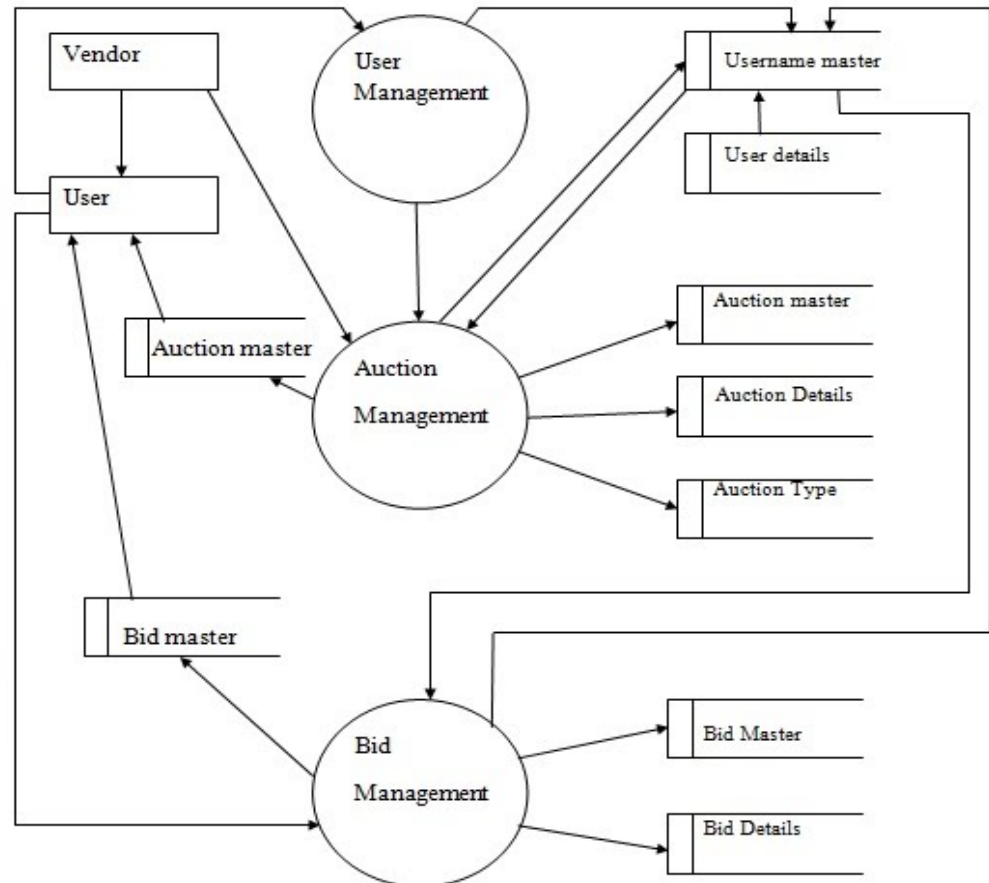 Vendor
User
Management
Username master
User details
User
Auction master
Auction
Management
Auction master
Auction Details
Auction Type
Bid master
Bid
Management
Bid Master
Bid Details